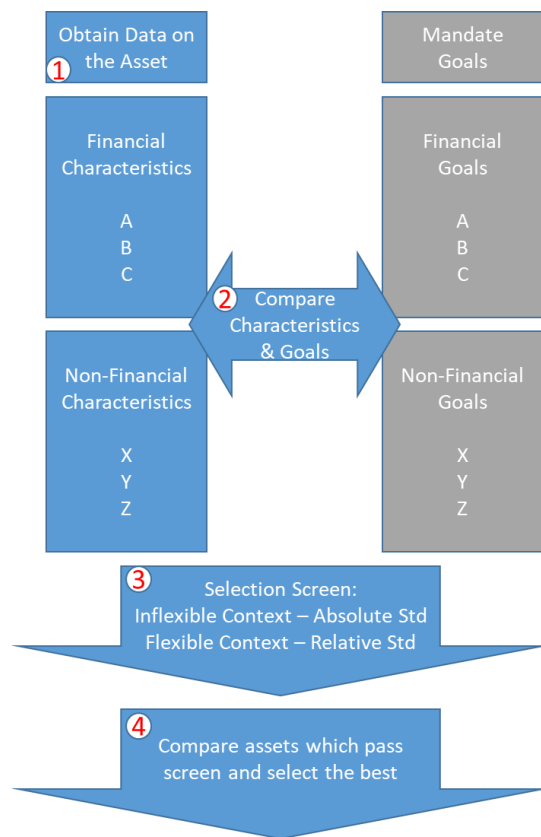 Obtain Data on
the Asset
1
Mandate
Goals
Financial
Characteristics
A
B
C
Financial
Goals
A
B
C
2
Compare
Characteristics
& Goals
Non-Financial
Characteristics
X
Y
Z
Non-Financial
Goals
X
Y
Z
3
Selection Screen:
Inflexible Context – Absolute Std
Flexible Context – Relative Std
4
Compare assets which pass
screen and select the best